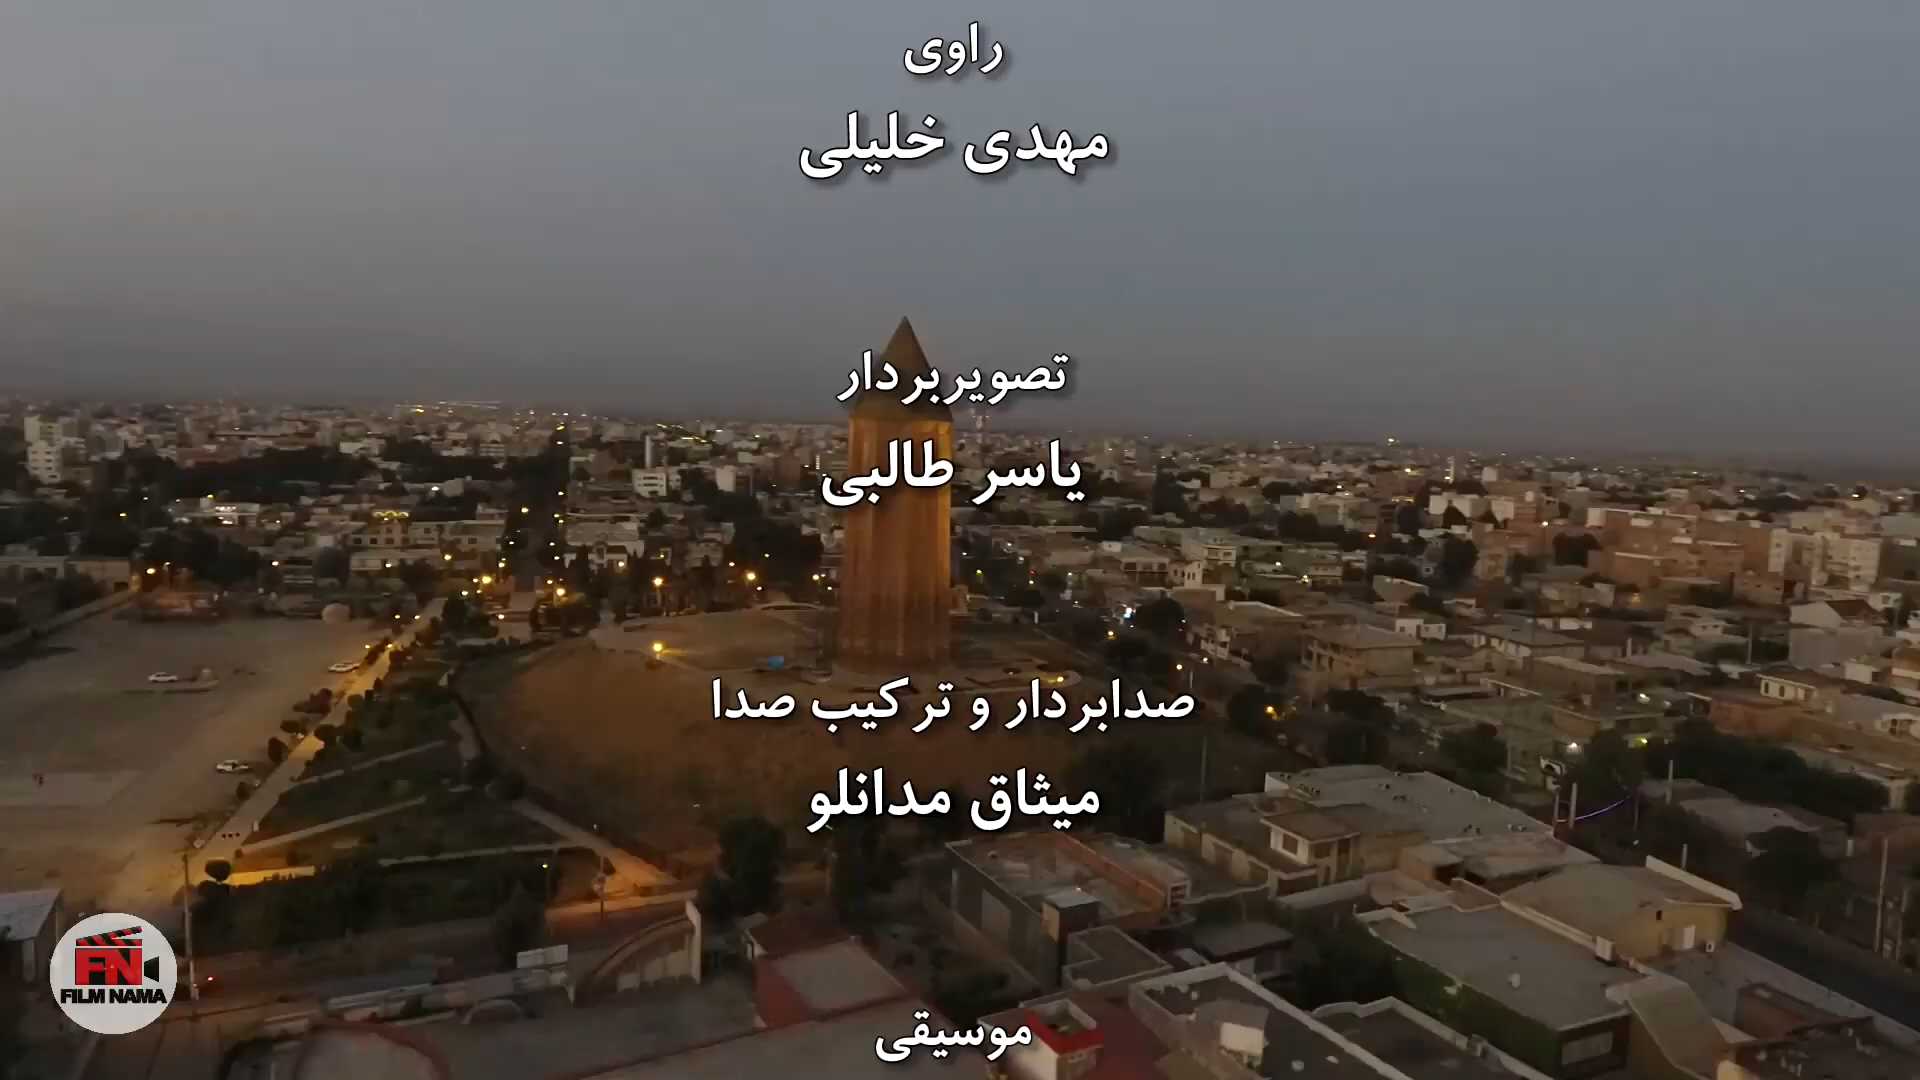 راوی
مهدی خلیلی
تصویربردار
یاسر طالبی
صدابردار و ترکیب صدا
میثاق مدانلو
موسیقی
FN
FILM NAMA